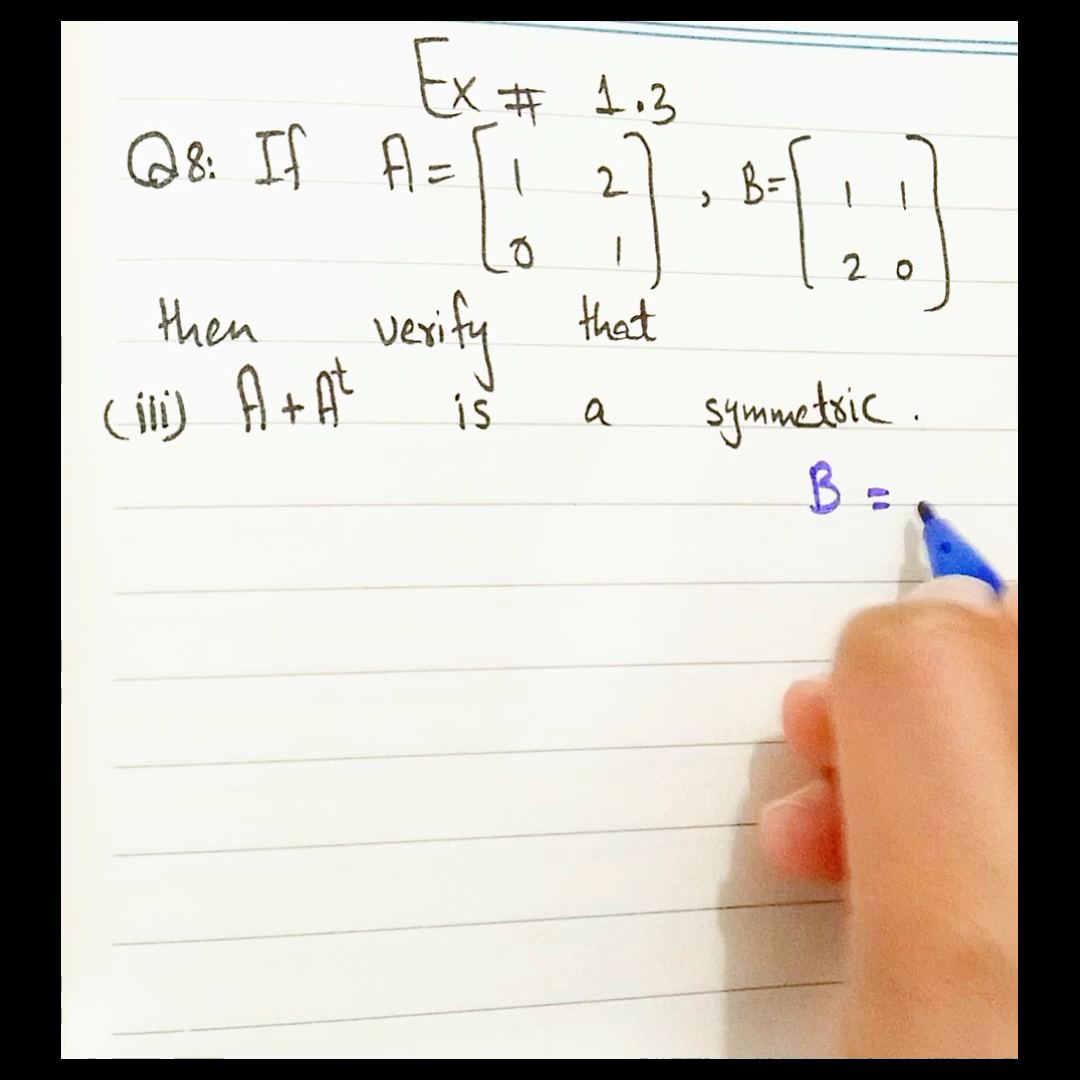 Ex # 1.3
Q8: If A = [1 2 0 1] , B= [1 1 2 0]
then verify that
(iii) A + Aᵗ is a symmetric .
B =